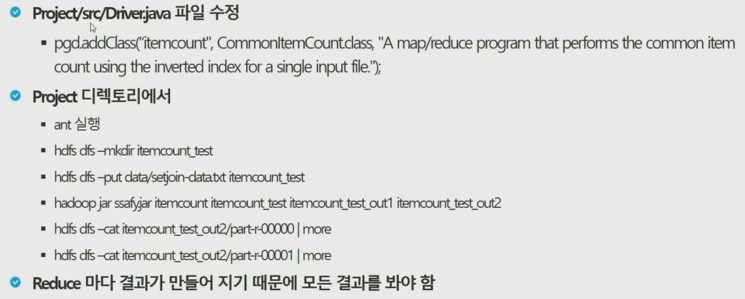 Project/src/Driver.java 파일 수정
pgd.addClass("itemcount", CommonItemCount.class, "A map/reduce program that performs the common item
count using the inverted index for a single input file.");
Project 디렉토리에서
ant 실행
hdfs dfs –mkdir itemcount_test
hdfs dfs –put data/setjoin-data.txt itemcount_test
hadoop jar ssafy.jar itemcount itemcount_test itemcount_test_out1 itemcount_test_out2
hdfs dfs –cat itemcount_test_out2/part-r-00000 | more
hdfs dfs –cat itemcount_test_out2/part-r-00001 | more
Reduce 마다 결과가 만들어 지기 때문에 모든 결과를 봐야 함